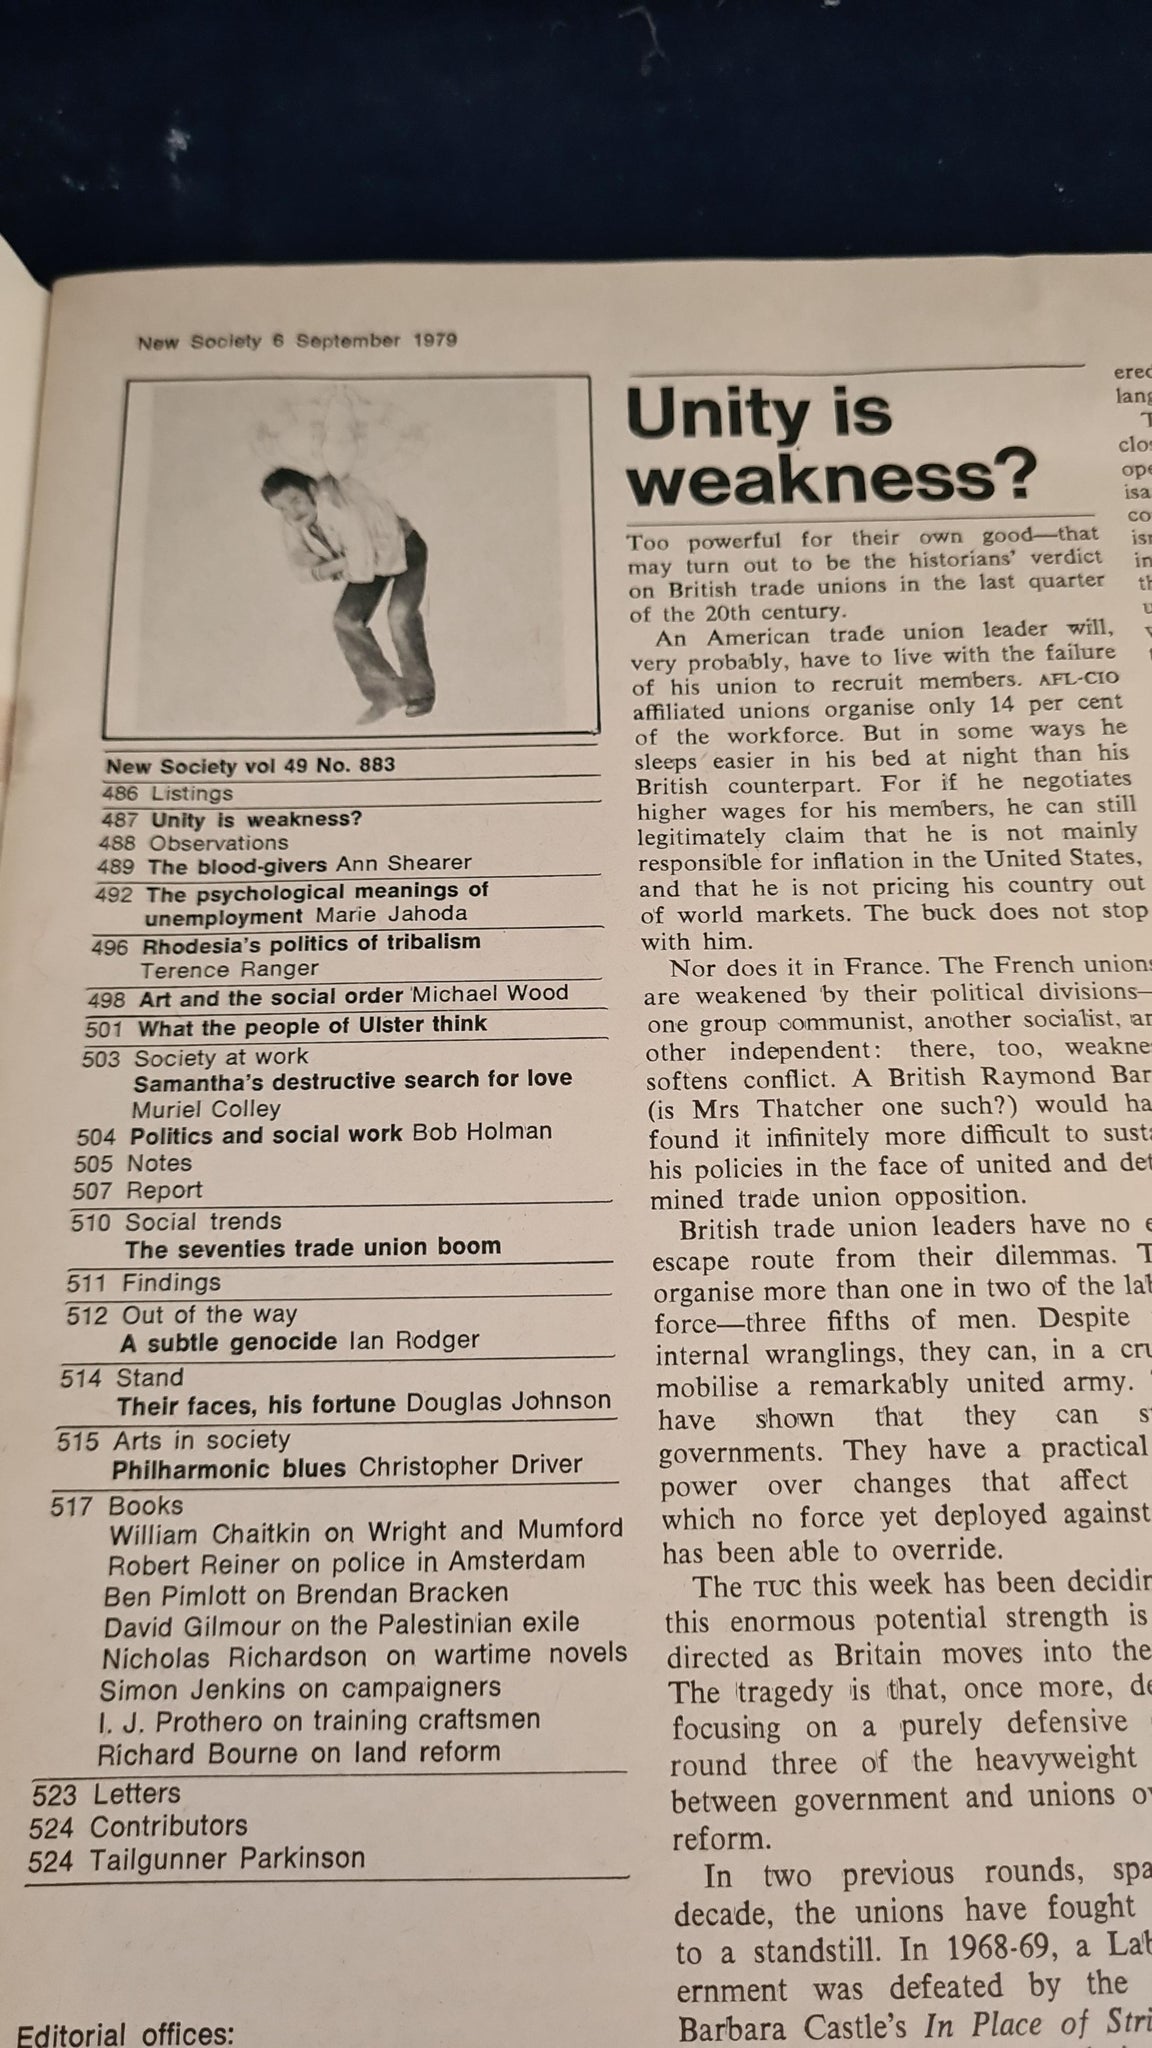 New Society 6 September 1979
New Society vol 49 No. 883
486 Listings
487 Unity is weakness?
488 Observations
489 The blood-givers Ann Shearer
492 The psychological meanings of
unemployment Marie Jahoda
496 Rhodesia's politics of tribalism
Terence Ranger
498 Art and the social order Michael Wood
501 What the people of Ulster think
503 Society at work
Samantha's destructive search for love
Muriel Colley
504 Politics and social work Bob Holman
505 Notes
507 Report
510 Social trends
The seventies trade union boom
511 Findings
512 Out of the way
A subtle genocide Ian Rodger
514 Stand
Their faces, his fortune Douglas Johnson
515 Arts in society
Philharmonic blues Christopher Driver
517 Books
William Chaitkin on Wright and Mumford
Robert Reiner on police in Amsterdam
Ben Pimlott on Brendan Bracken
David Gilmour on the Palestinian exile
Nicholas Richardson on wartime novels
Simon Jenkins on campaigners
I. J. Prothero on training craftsmen
Richard Bourne on land reform
523 Letters
524 Contributors
524 Tailgunner Parkinson
Editorial offices:
Unity is
weakness?
Too powerful for their own good—that
may turn out to be the historians' verdict
on British trade unions in the last quarter
of the 20th century.
An American trade union leader will,
very probably, have to live with the failure
of his union to recruit members. AFL-CIO
affiliated unions organise only 14 per cent
of the workforce. But in some ways he
sleeps easier in his bed at night than his
British counterpart. For if he negotiates
higher wages for his members, he can still
legitimately claim that he is not mainly
responsible for inflation in the United States,
and that he is not pricing his country out
of world markets. The buck does not stop
with him.
Nor does it in France. The French unions
are weakened by their political divisions—
one group communist, another socialist, an
other independent: there, too, weakne
softens conflict. A British Raymond Bar
(is Mrs Thatcher one such?) would ha
found it infinitely more difficult to susta
his policies in the face of united and det
mined trade union opposition.
British trade union leaders have no e
escape route from their dilemmas. T
organise more than one in two of the lab
force—three fifths of men. Despite
internal wranglings, they can, in a cru
mobilise a remarkably united army.
have shown that they can s
governments. They have a practical
power over changes that affect
which no force yet deployed against
has been able to override.
The TUC this week has been decidin
this enormous potential strength is
directed as Britain moves into the
The tragedy is that, once more, de
focusing on a purely defensive
round three of the heavyweight
between government and unions ov
reform.
In two previous rounds, spa
decade, the unions have fought
to a standstill. In 1968-69, a Lab
ernment was defeated by the
Barbara Castle's In Place of Stri
ered
lang
T
clos
ope
isa
co
ism
in
th
u